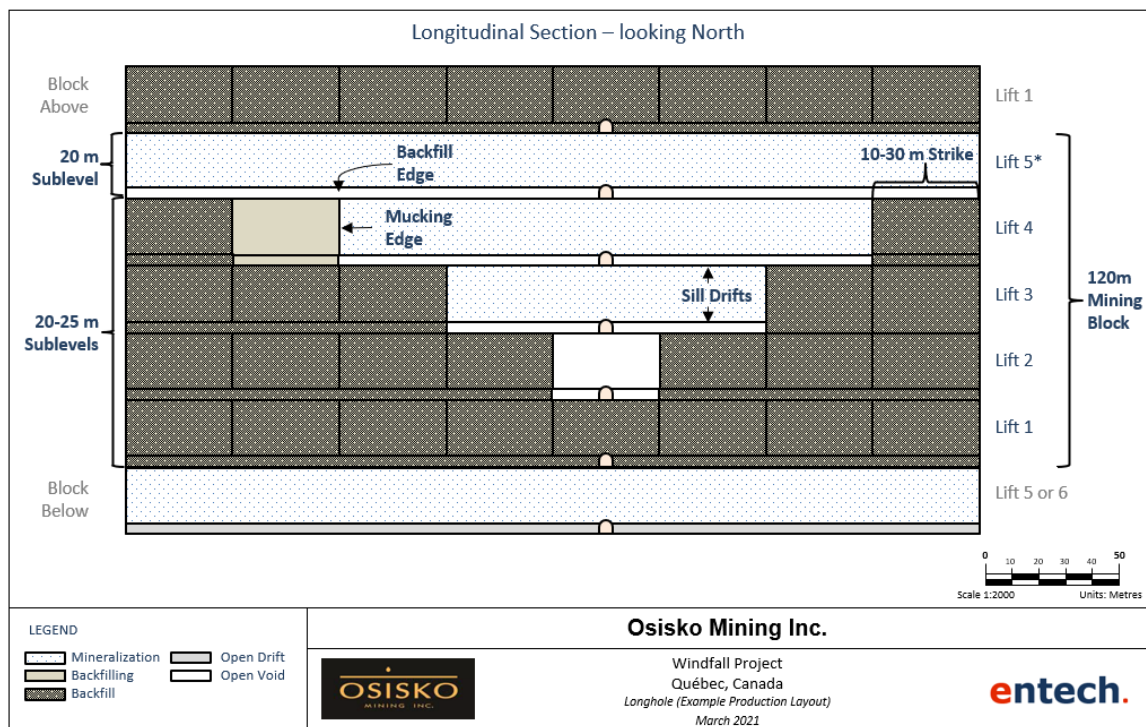 Longitudinal Section – looking North
Block
Above
Lift 1
20 m
Sublevel
Backfill
Edge
10-30 m Strike
Lift 5*
Mucking
Edge
Lift 4
20-25 m
Sublevels
Sill Drifts
Lift 3
120m
Mining
Block
Lift 2
Lift 1
Block
Below
Lift 5 or 6
0 10 20 30 40 50
Scale 1:2000 Units: Metres
LEGEND
Mineralization
Open Drift
Backfilling
Open Void
Backfill
Osisko Mining Inc.
OSISKO
MINING INC.
Windfall Project
Québec, Canada
Longhole (Example Production Layout)
March 2021
entech.